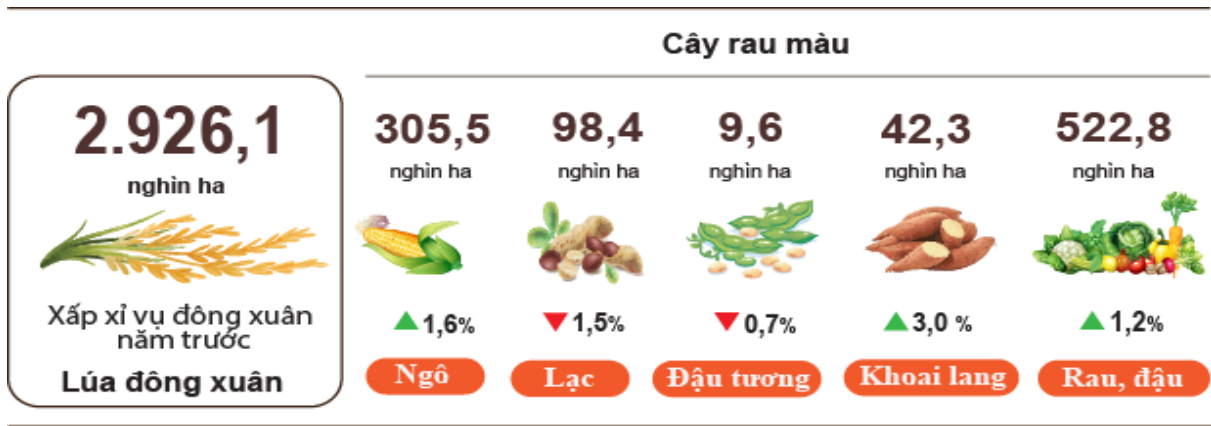 Cây rau màu
2.926,1
nghìn ha
Xấp xỉ vụ đông xuân
năm trước
Lúa đông xuân
305,5
nghìn ha
1,6%
Ngô
98,4
nghìn ha
1,5%
Lạc
9,6
nghìn ha
0,7%
Đậu tương
42,3
nghìn ha
3,0 %
Khoai lang
522,8
nghìn ha
1,2%
Rau, đậu